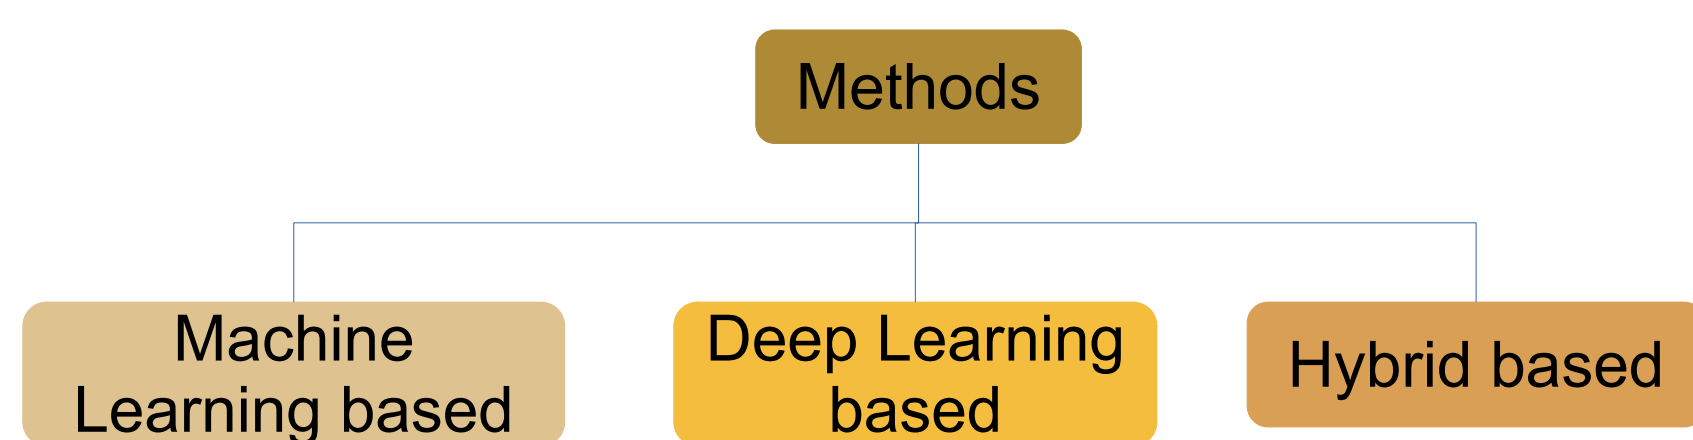 Methods
Machine
Learning based
Deep Learning
based
Hybrid based